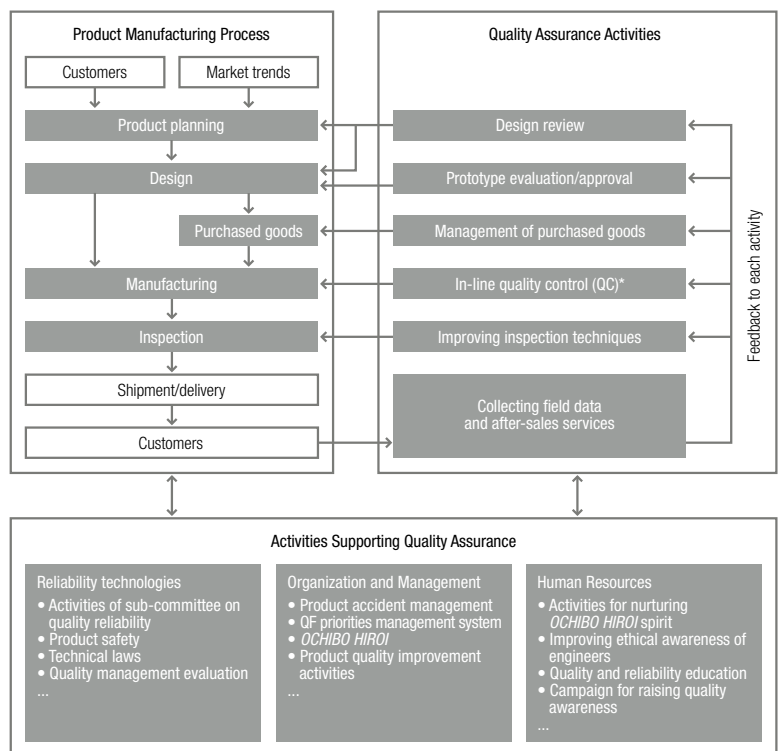 Product Manufacturing Process
Customers
Market trends
Product planning
Design
Purchased goods
Manufacturing
Inspection
Shipment/delivery
Customers
Quality Assurance Activities
Design review
Prototype evaluation/approval
Management of purchased goods
In-line quality control (QC)*
Improving inspection techniques
Collecting field data
and after-sales services
Feedback to each activity
Activities Supporting Quality Assurance
Reliability technologies
• Activities of sub-committee on
quality reliability
• Product safety
• Technical laws
• Quality management evaluation
...
Organization and Management
• Product accident management
• QF priorities management system
• OCHIBO HIROI
• Product quality improvement
activities
...
Human Resources
• Activities for nurturing
OCHIBO HIROI spirit
• Improving ethical awareness of
engineers
• Quality and reliability education
• Campaign for raising quality
awareness
...